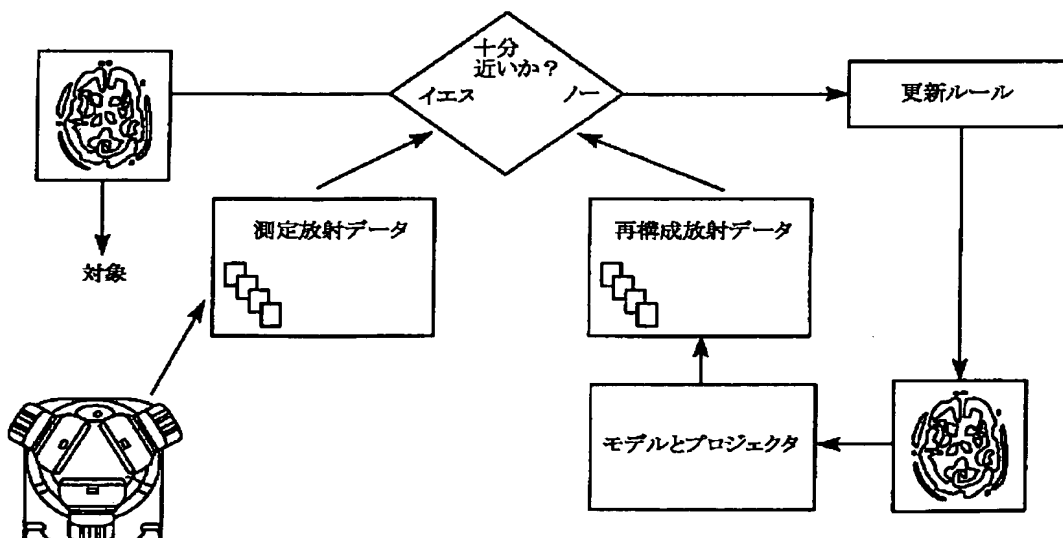 十分
近いか？
イエス
ノー
更新ルール
測定放射データ
再構成放射データ
対象
モデルとプロジェクタ